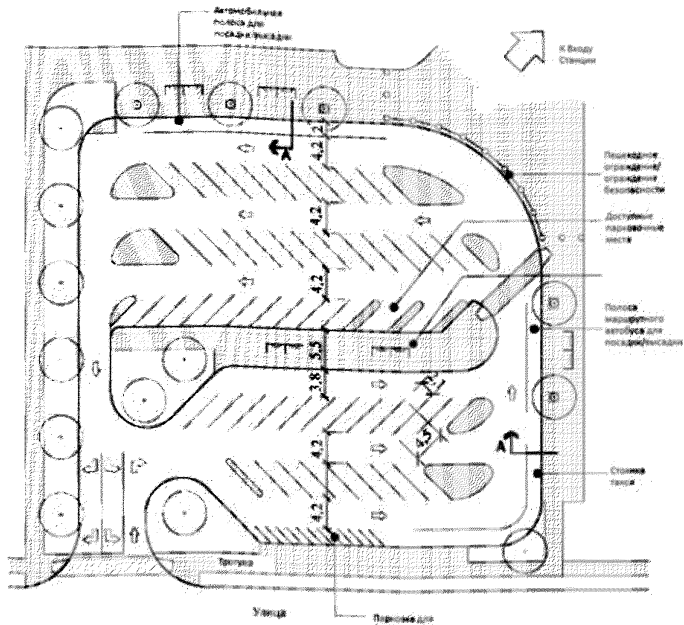 Автомобильная
полоса для
посадки/высадки
К Входу
Станции
A
4,2
2
Пешеходное
ограждение/
ограждение
безопасности
4,2
Доступные
парковочные
места
4,2
Полоса
маршрутного
автобуса для
посадки/высадки
5,5
3,8
4,5
4,2
A
Стоянка
такси
4,2
Тротуар
Улица
Парковка для